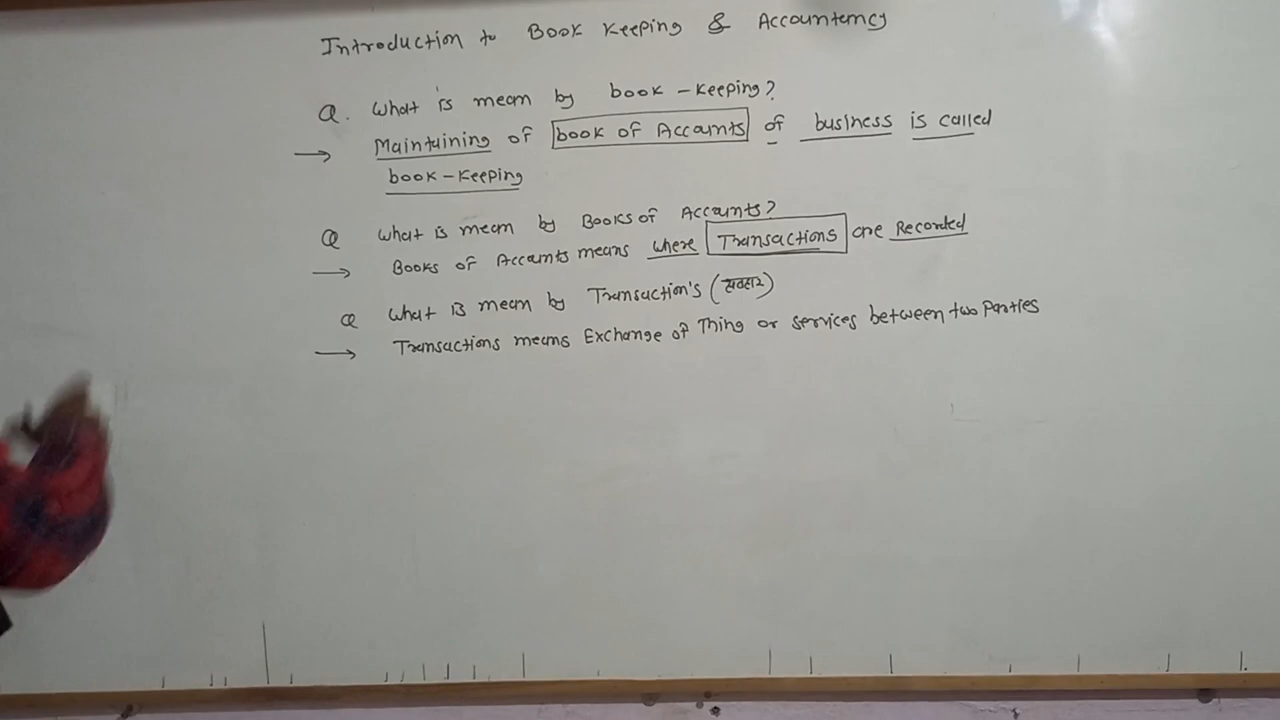 Introduction to Book Keeping & Accountemcy
Q. What is mean by book - Keeping?
→ Maintaining of book of Accounts of business is called
book - Keeping
Q What is mean by Books of Accounts?
→ Books of Accounts means where Transactions are Recorded
Q What is mean by Transaction's (व्यवहार)
→ Transactions means Exchange of Thing or services between two Parties